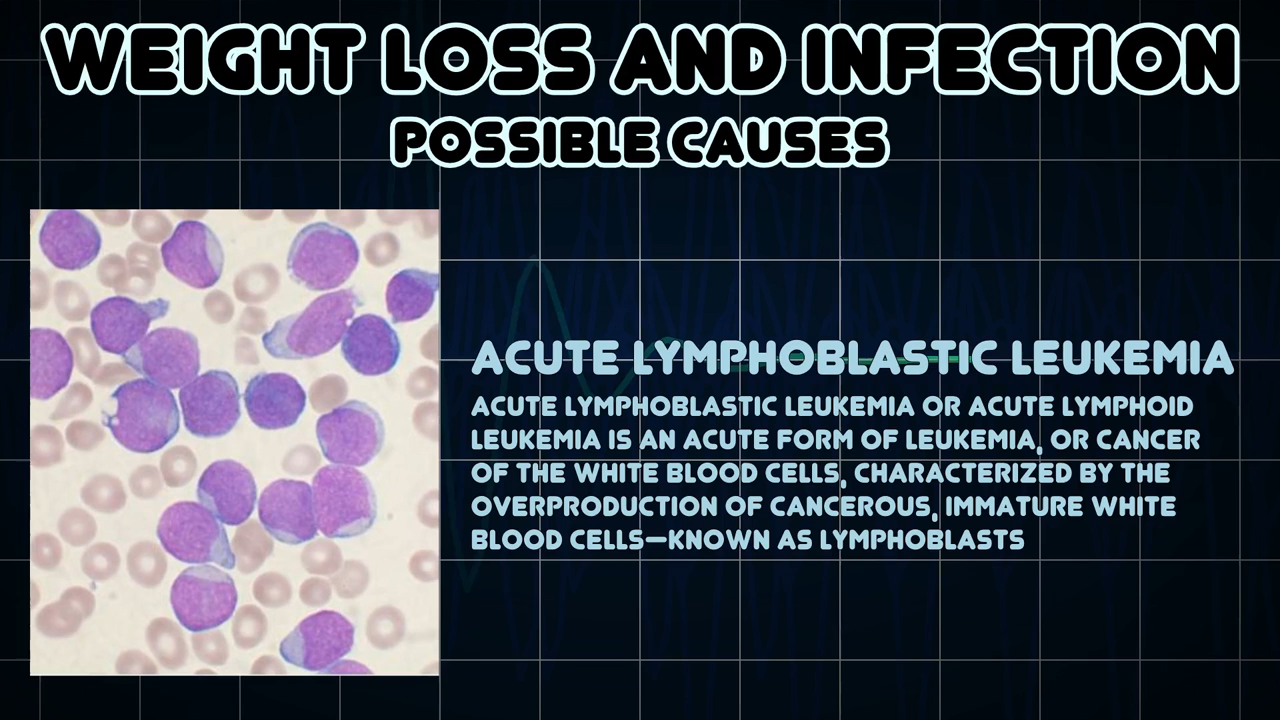 WEIGHT LOSS AND INFECTION
POSSIBLE CAUSES
ACUTE LYMPHOBLASTIC LEUKEMIA
ACUTE LYMPHOBLASTIC LEUKEMIA OR ACUTE LYMPHOID
LEUKEMIA IS AN ACUTE FORM OF LEUKEMIA, OR CANCER
OF THE WHITE BLOOD CELLS, CHARACTERIZED BY THE
OVERPRODUCTION OF CANCEROUS, IMMATURE WHITE
BLOOD CELLS—KNOWN AS LYMPHOBLASTS